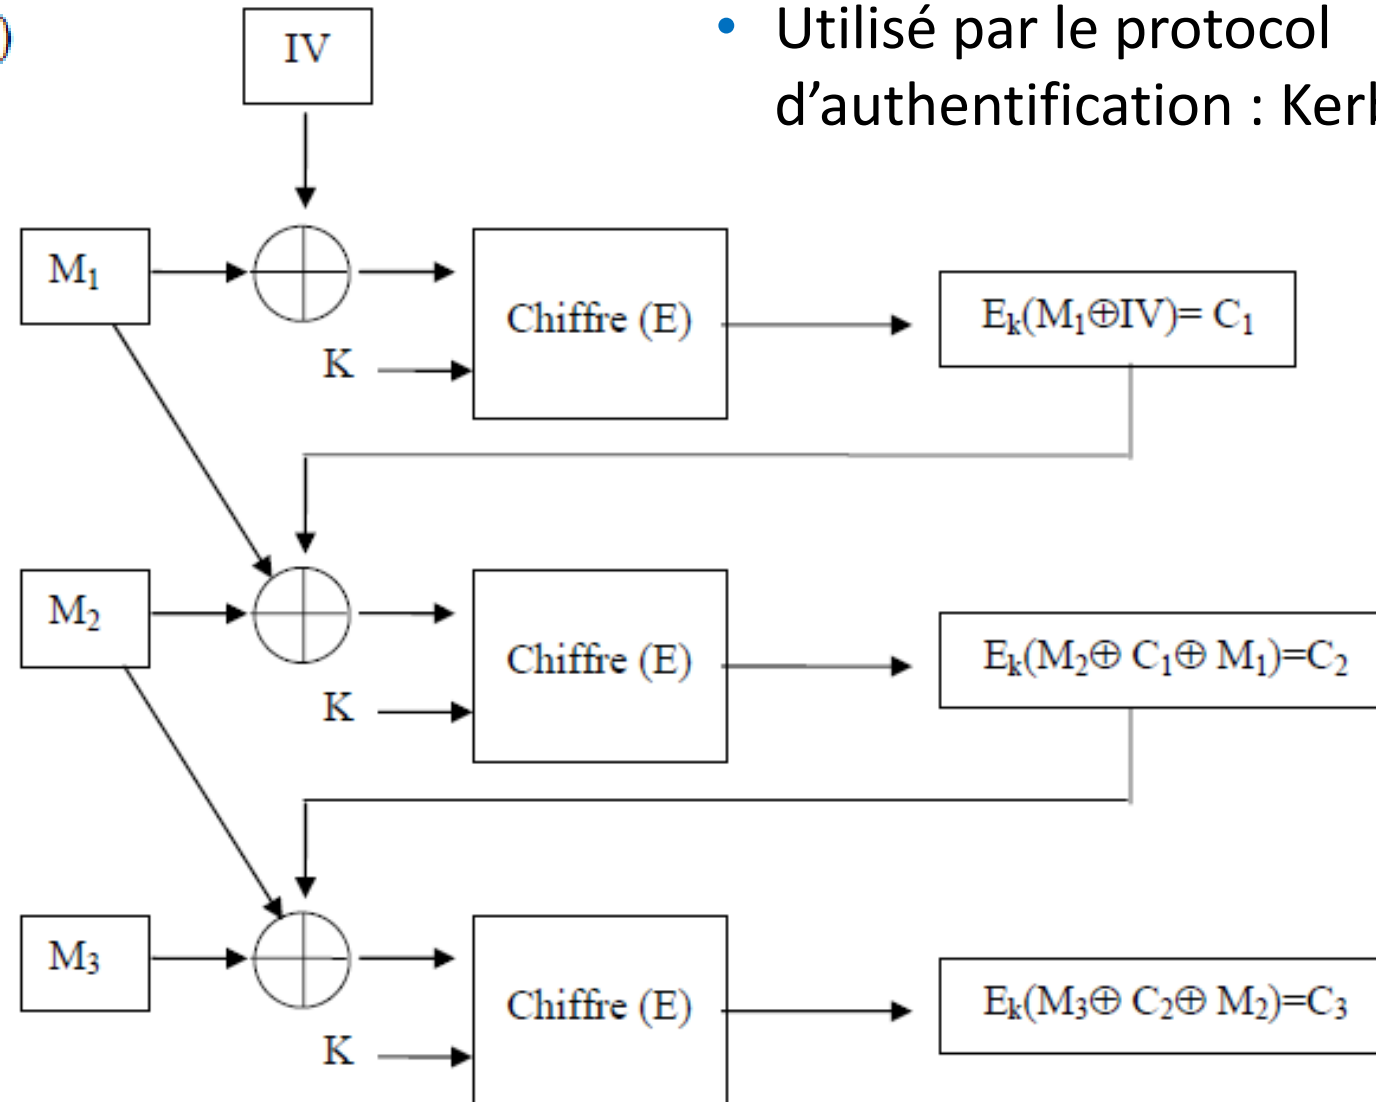 )
IV
• Utilisé par le protocol
d’authentification : Ker
M₁
Chiffre (E)
K
Eₖ(M₁⊕IV)= C₁
M₂
Chiffre (E)
K
Eₖ(M₂⊕ C₁⊕ M₁)=C₂
M₃
Chiffre (E)
K
Eₖ(M₃⊕ C₂⊕ M₂)=C₃